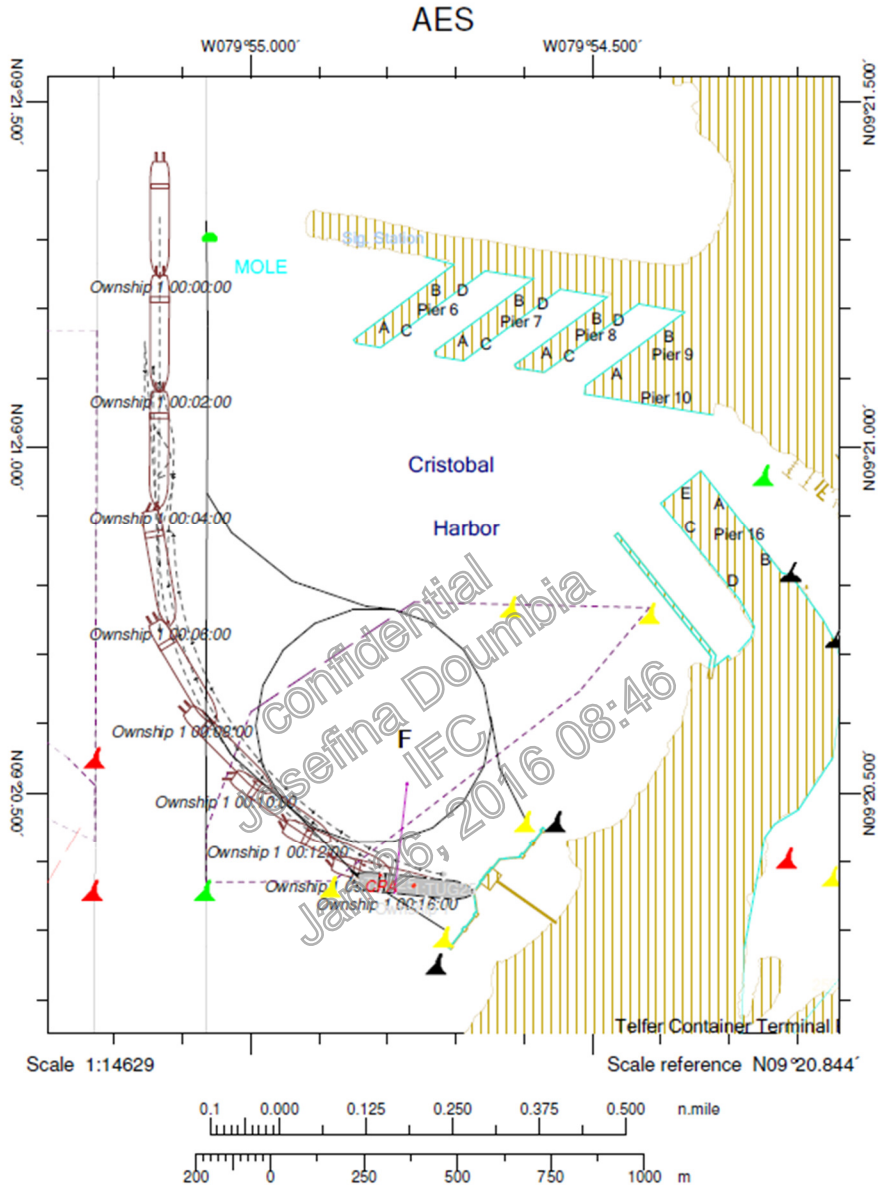 AES
W079°55.000′
W079°54.500′
N09°21.500′
N09°21.500′
Sig. Station
MOLE
Ownship 1 00:00:00
B D
Pier 6
A C
B D
Pier 7
A C
B D
Pier 8
A C
B
Pier 9
A
Pier 10
Ownship 1 00:02:00
N09°21.000′
N09°21.000′
Cristobal
Harbor
E
A
Pier 16
C
B
D
Ownship 1 00:04:00
Ownship 1 00:06:00
Ownship 1 00:08:00
F
Ownship 1 00:10:00
N09°20.500′
N09°20.500′
Ownship 1 00:12:00
Ownship 1
Ownship 1 00:16:00
confidential
Josefina Doumbia
IFC
2016 08:46
Telfer Container Terminal
Scale 1:14629
Scale reference N09°20.844′
0.1 0.000 0.125 0.250 0.375 0.500 n.mile
200 0 250 500 750 1000 m